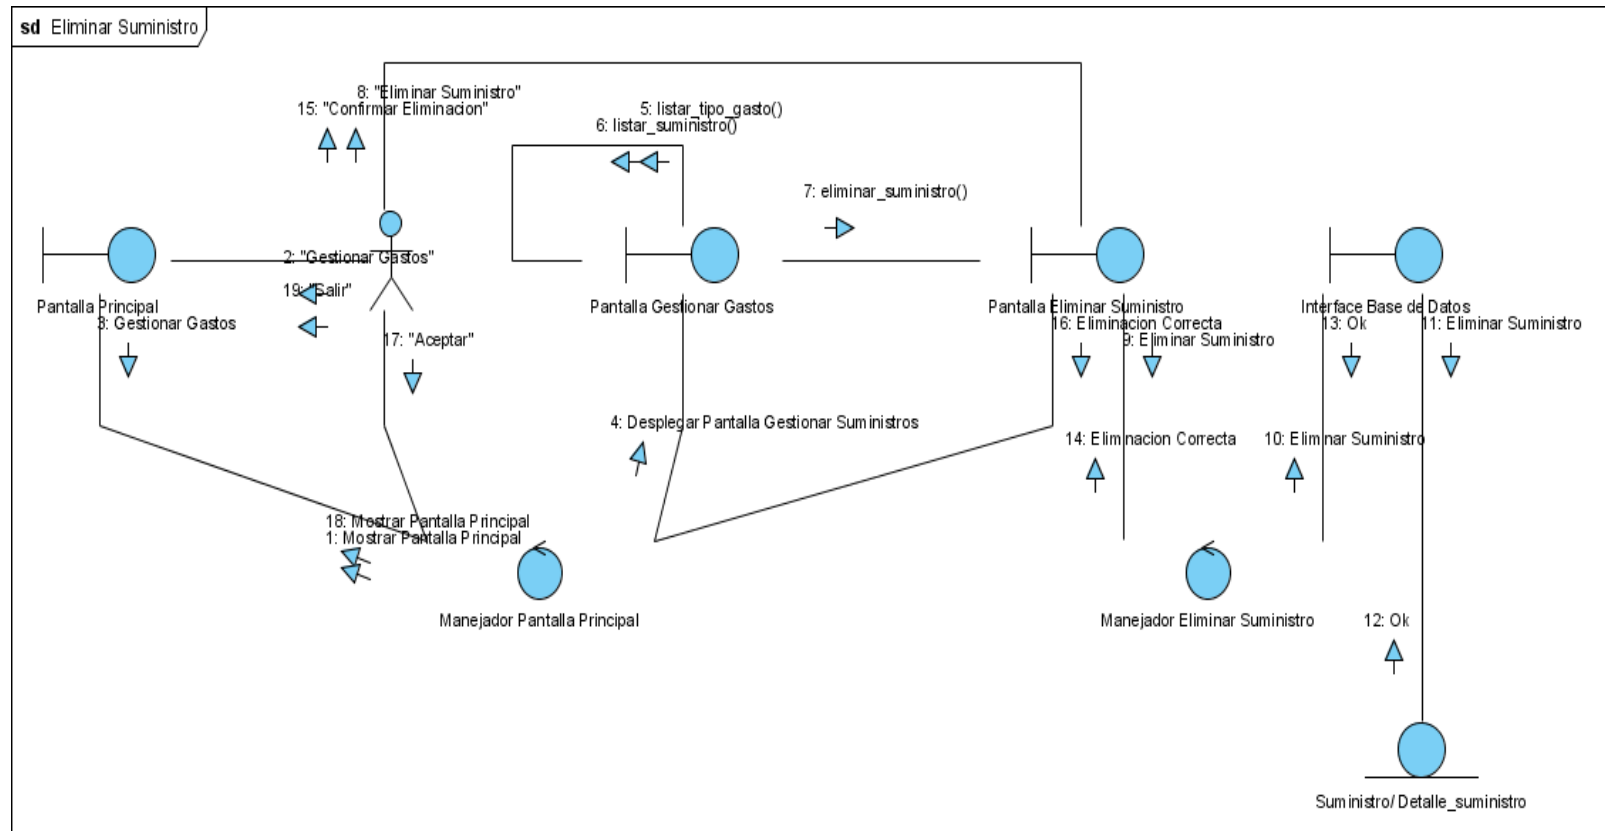 sd Eliminar Suministro
8: "Eliminar Suministro"
15: "Confirmar Eliminacion"
5: listar_tipo_gasto()
6: listar_suministro()
7: eliminar_suministro()
2: "Gestionar Gastos"
19: "Salir"
Pantalla Principal
Pantalla Gestionar Gastos
Pantalla Eliminar Suministro
Interface Base de Datos
3: Gestionar Gastos
16: Eliminacion Correcta
13: Ok
11: Eliminar Suministro
17: "Aceptar"
9: Eliminar Suministro
4: Desplegar Pantalla Gestionar Suministros
14: Eliminacion Correcta
10: Eliminar Suministro
18: Mostrar Pantalla Principal
1: Mostrar Pantalla Principal
Manejador Pantalla Principal
Manejador Eliminar Suministro
12: Ok
Suministro/ Detalle_suministro